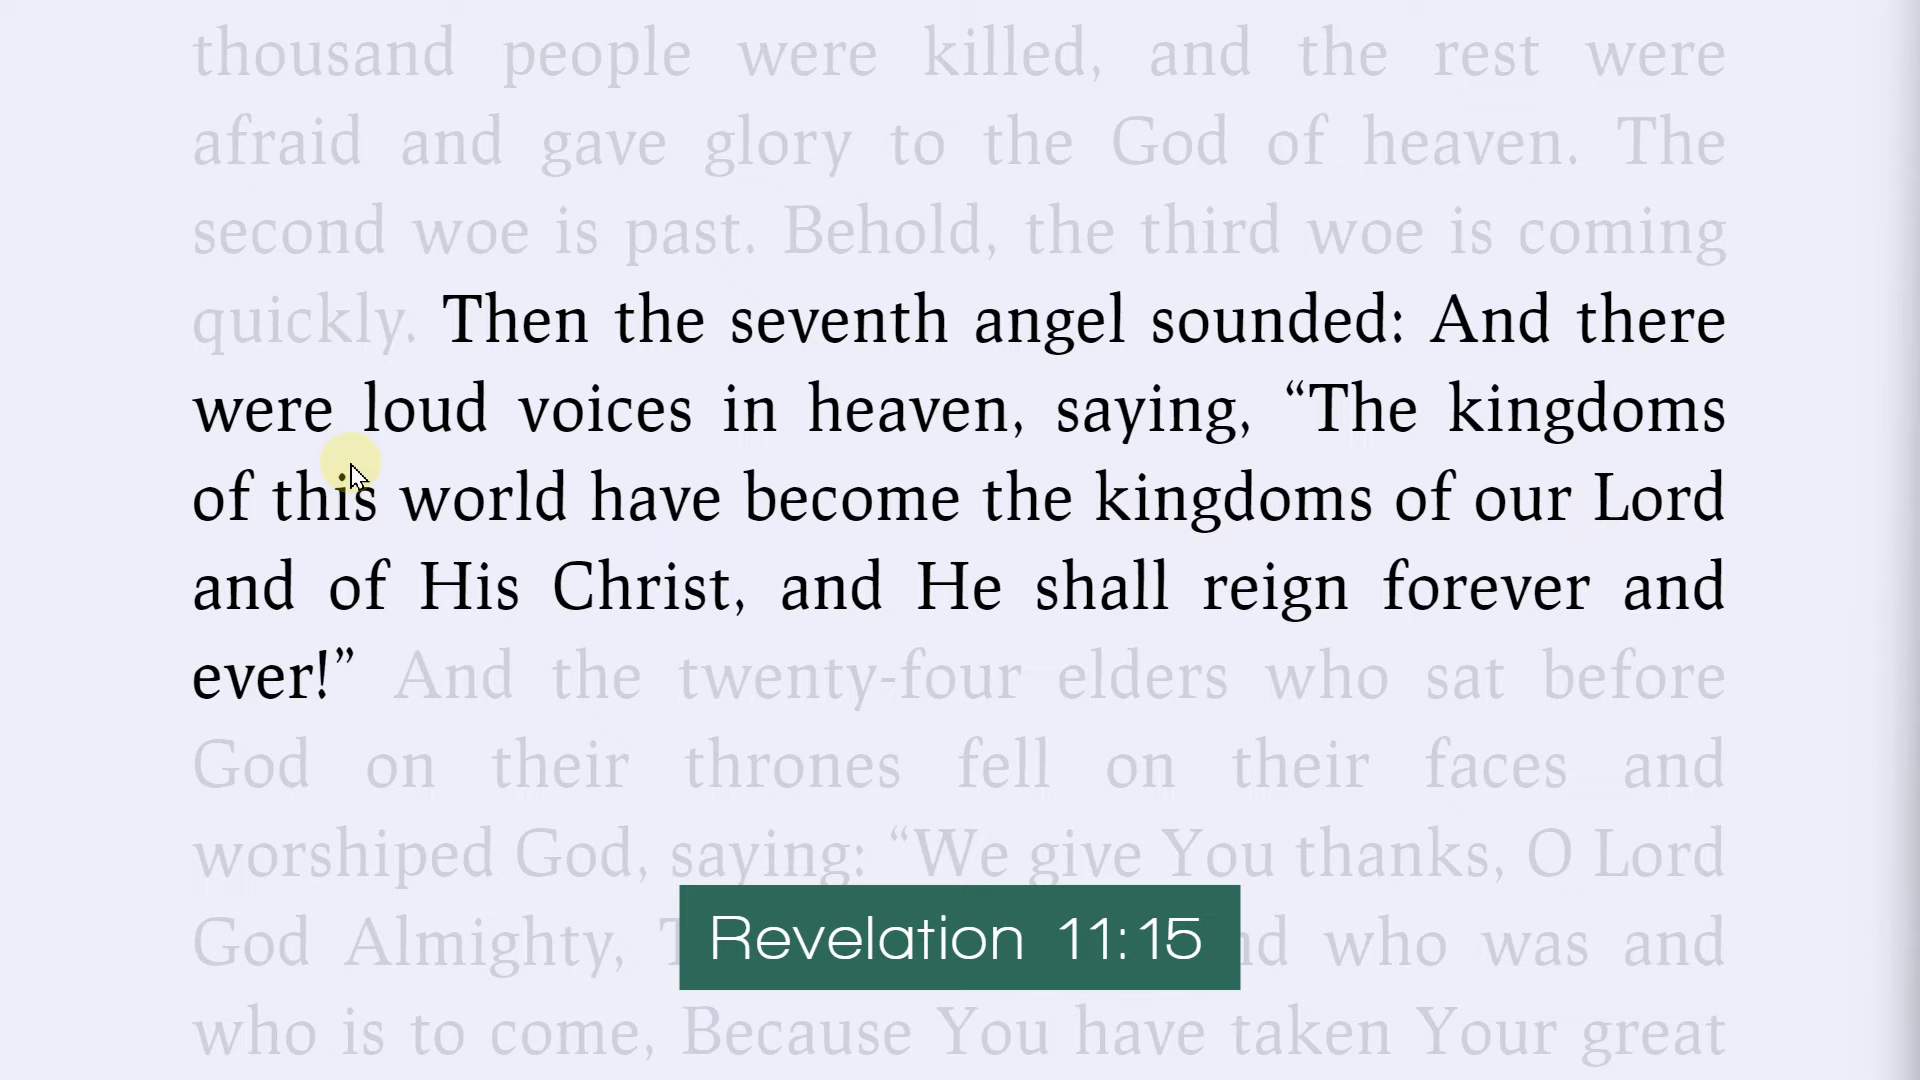 thousand people were killed, and the rest were
afraid and gave glory to the God of heaven. The
second woe is past. Behold, the third woe is coming
quickly. Then the seventh angel sounded: And there
were loud voices in heaven, saying, “The kingdoms
of this world have become the kingdoms of our Lord
and of His Christ, and He shall reign forever and
ever!” And the twenty-four elders who sat before
God on their thrones fell on their faces and
worshiped God, saying: “We give You thanks, O Lord
God Almighty, who was and
who is to come, Because You have taken Your great
Revelation 11:15